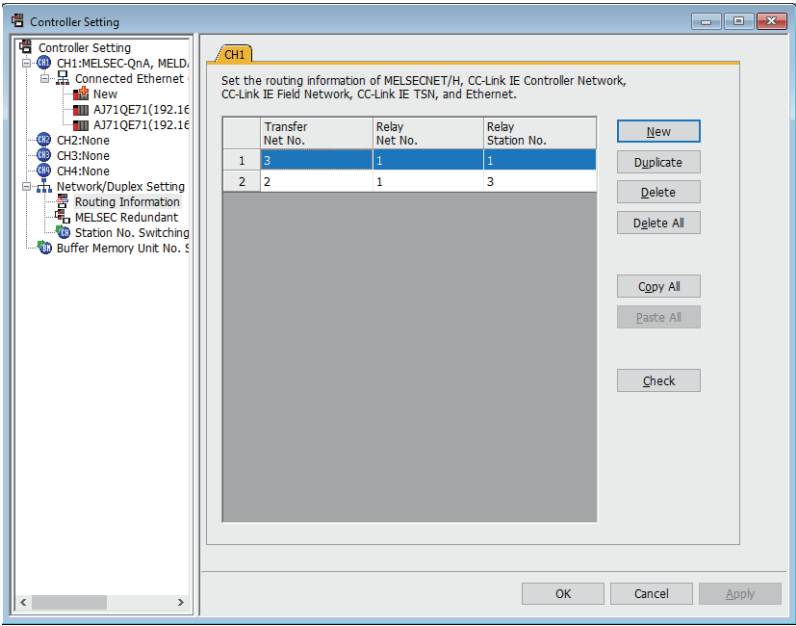 Controller Setting
Controller Setting
CH1:MELSEC-QnA, MELD
Connected Ethernet
New
AJ71QE71(192.16
AJ71QE71(192.16
CH2:None
CH3:None
CH4:None
Network/Duplex Setting
Routing Information
MELSEC Redundant
Station No. Switching
Buffer Memory Unit No. S
CH1
Set the routing information of MELSECNET/H, CC-Link IE Controller Network,
CC-Link IE Field Network, CC-Link IE TSN, and Ethernet.
Transfer Net No. Relay Net No. Relay Station No.
1 3 1 1
2 2 1 3
New
Duplicate
Delete
Delete All
Copy All
Paste All
Check
OK Cancel Apply